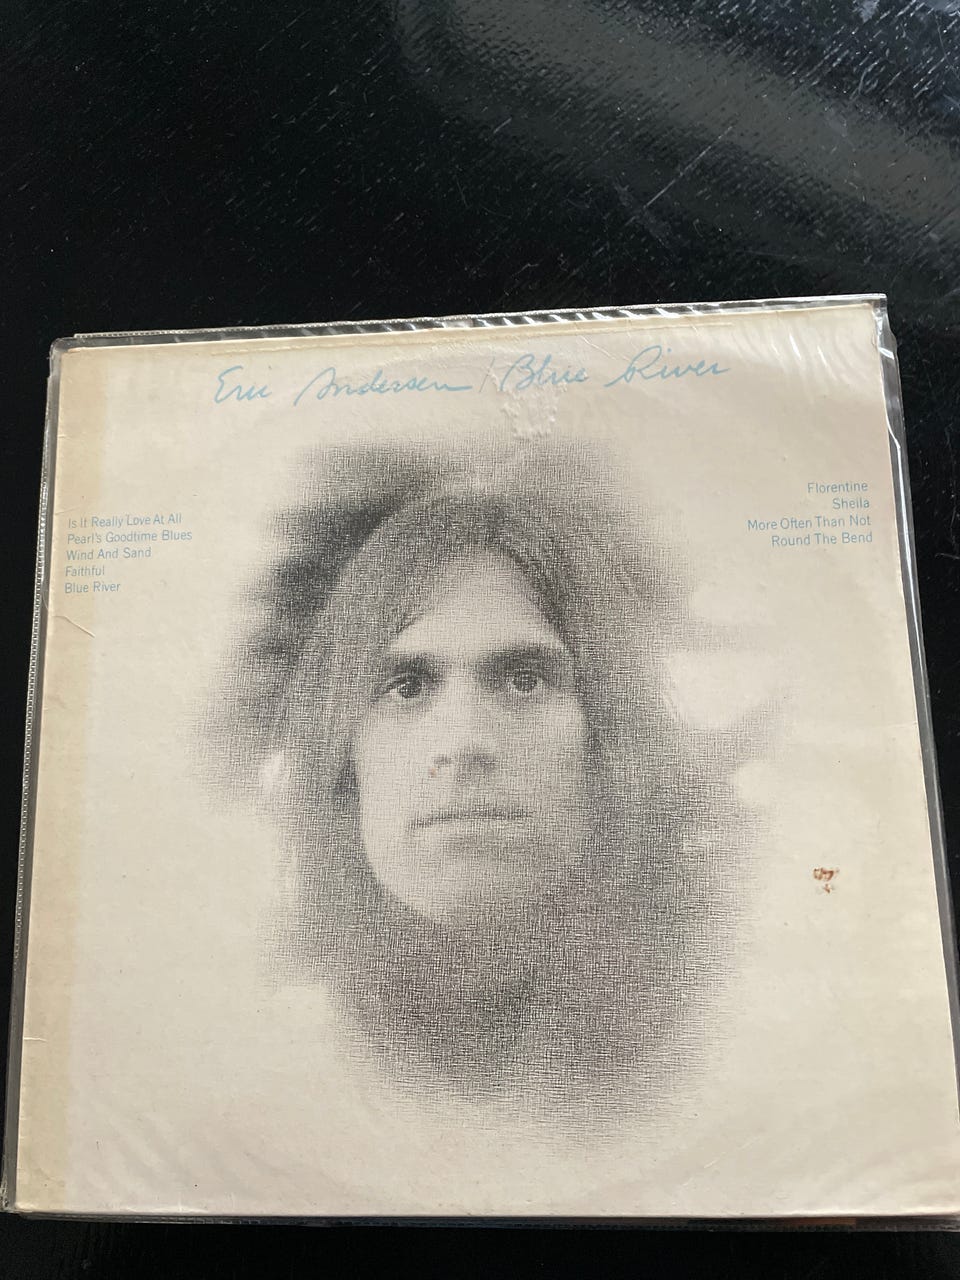 Eric Andersen / Blue River
Is It Really Love At All
Pearl's Goodtime Blues
Wind And Sand
Faithful
Blue River
Florentine
Sheila
More Often Than Not
Round The Bend